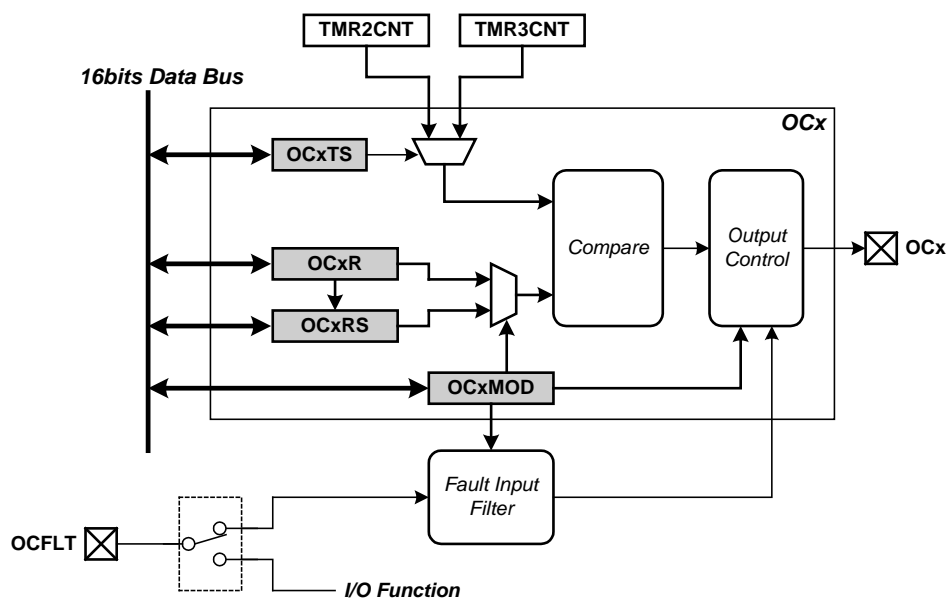 TMR2CNT
TMR3CNT
16bits Data Bus
OCx
OCxTS
Compare
Output
Control
OCx
OCxR
OCxRS
OCxMOD
Fault Input
Filter
OCFLT
I/O Function